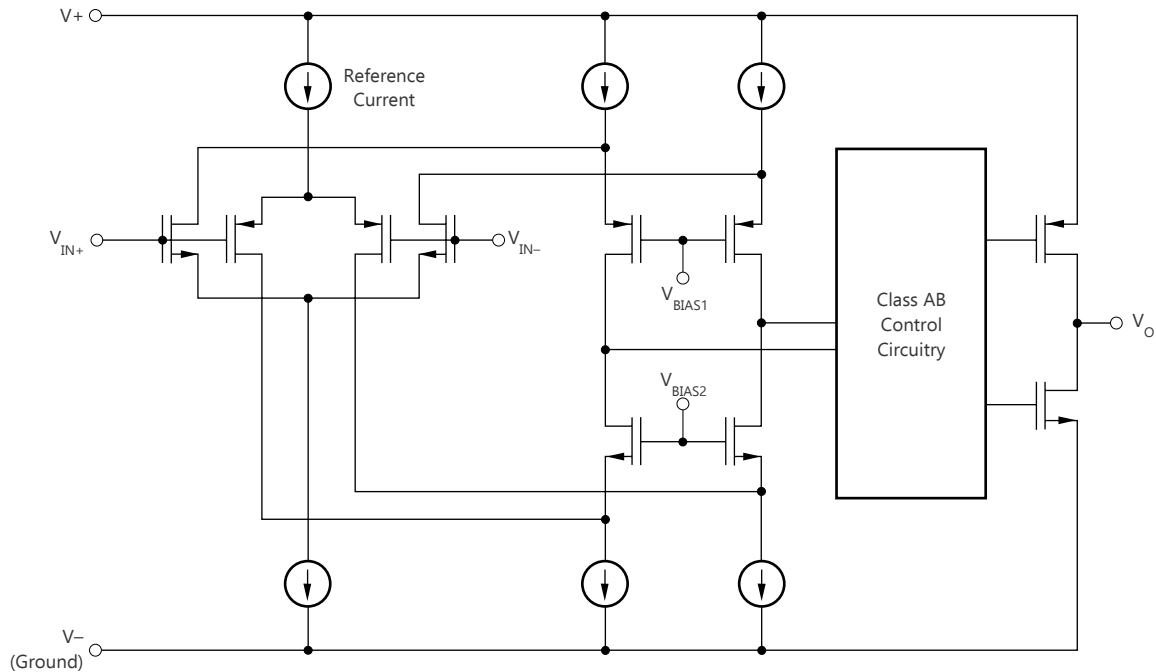 V+
Reference
Current
VIN+
VIN–
VBIAS1
VBIAS2
Class AB
Control
Circuitry
VO
V–
(Ground)